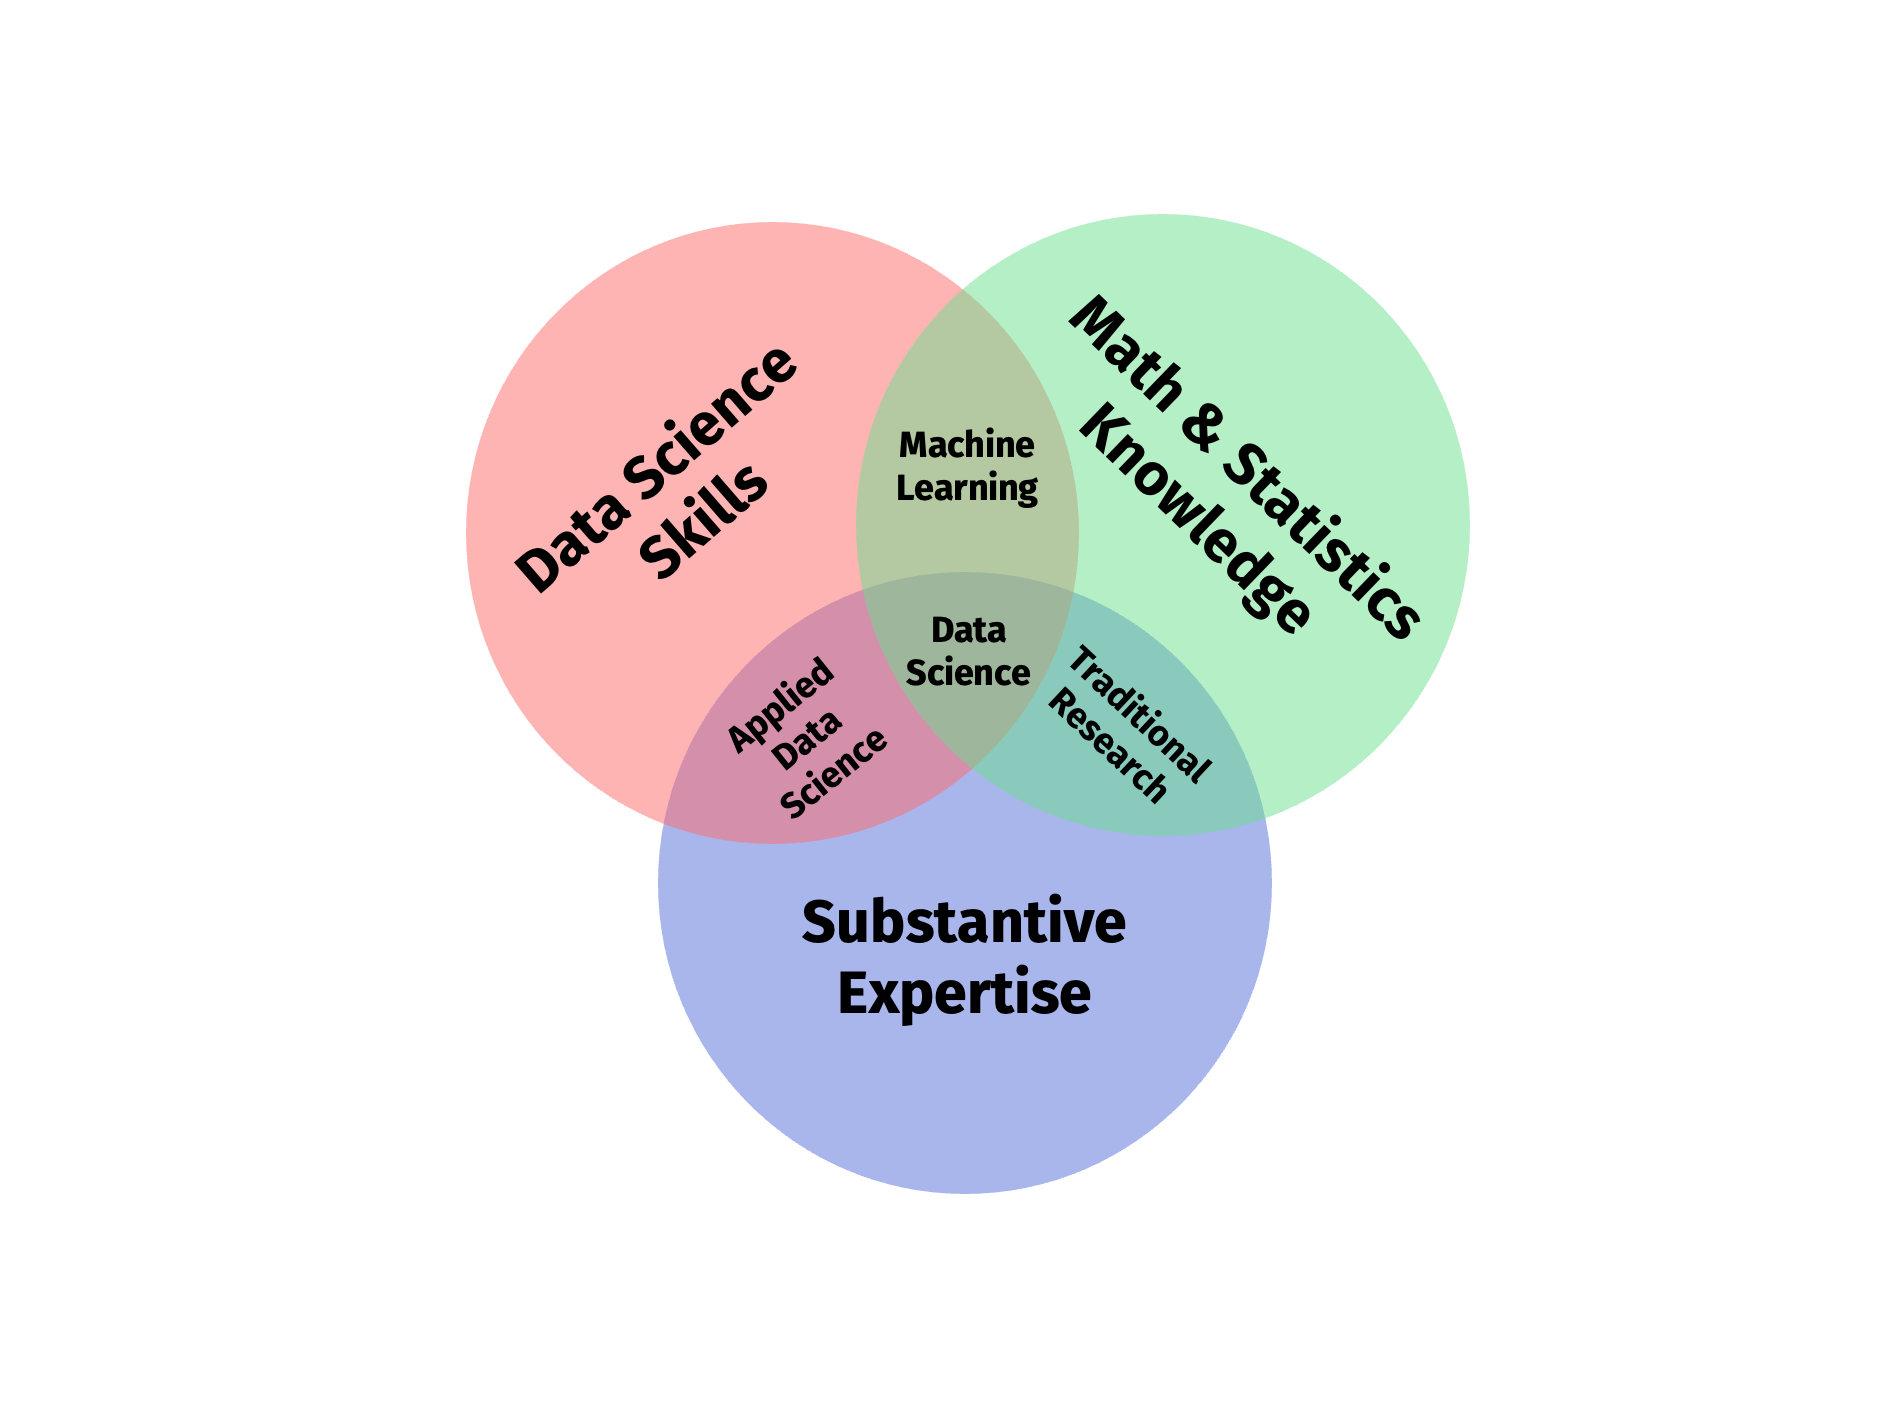 Data Science
Skills
Math & Statistics
Knowledge
Machine
Learning
Data
Science
Applied
Data
Science
Traditional
Research
Substantive
Expertise